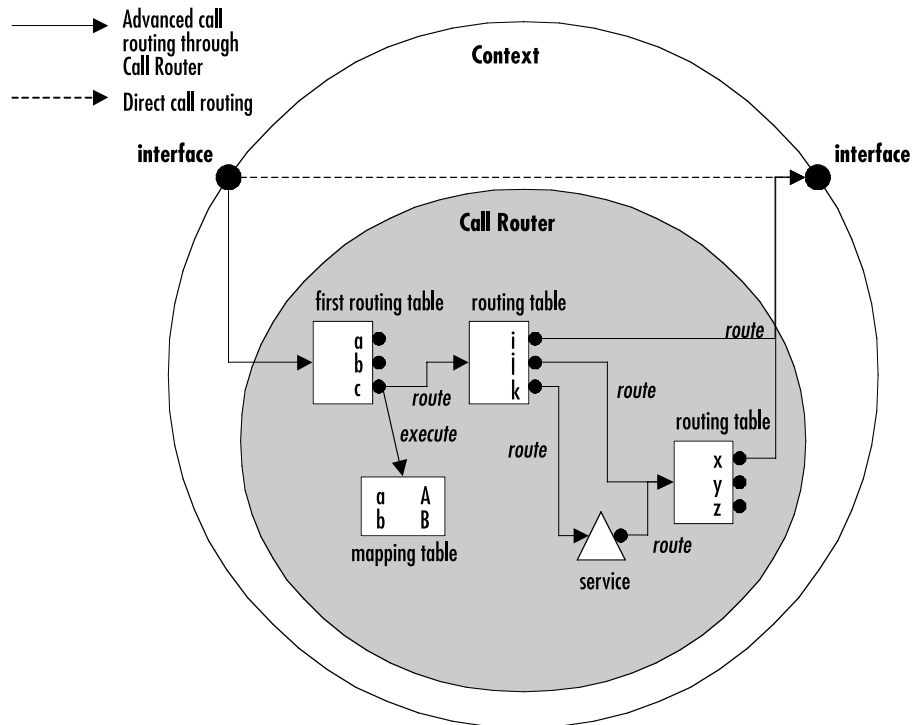 Advanced call
routing through
Call Router
Direct call routing
Context
interface
interface
Call Router
first routing table
routing table
a
b
c
i
j
k
route
route
route
execute
route
routing table
x
y
z
a A
b B
mapping table
route
service